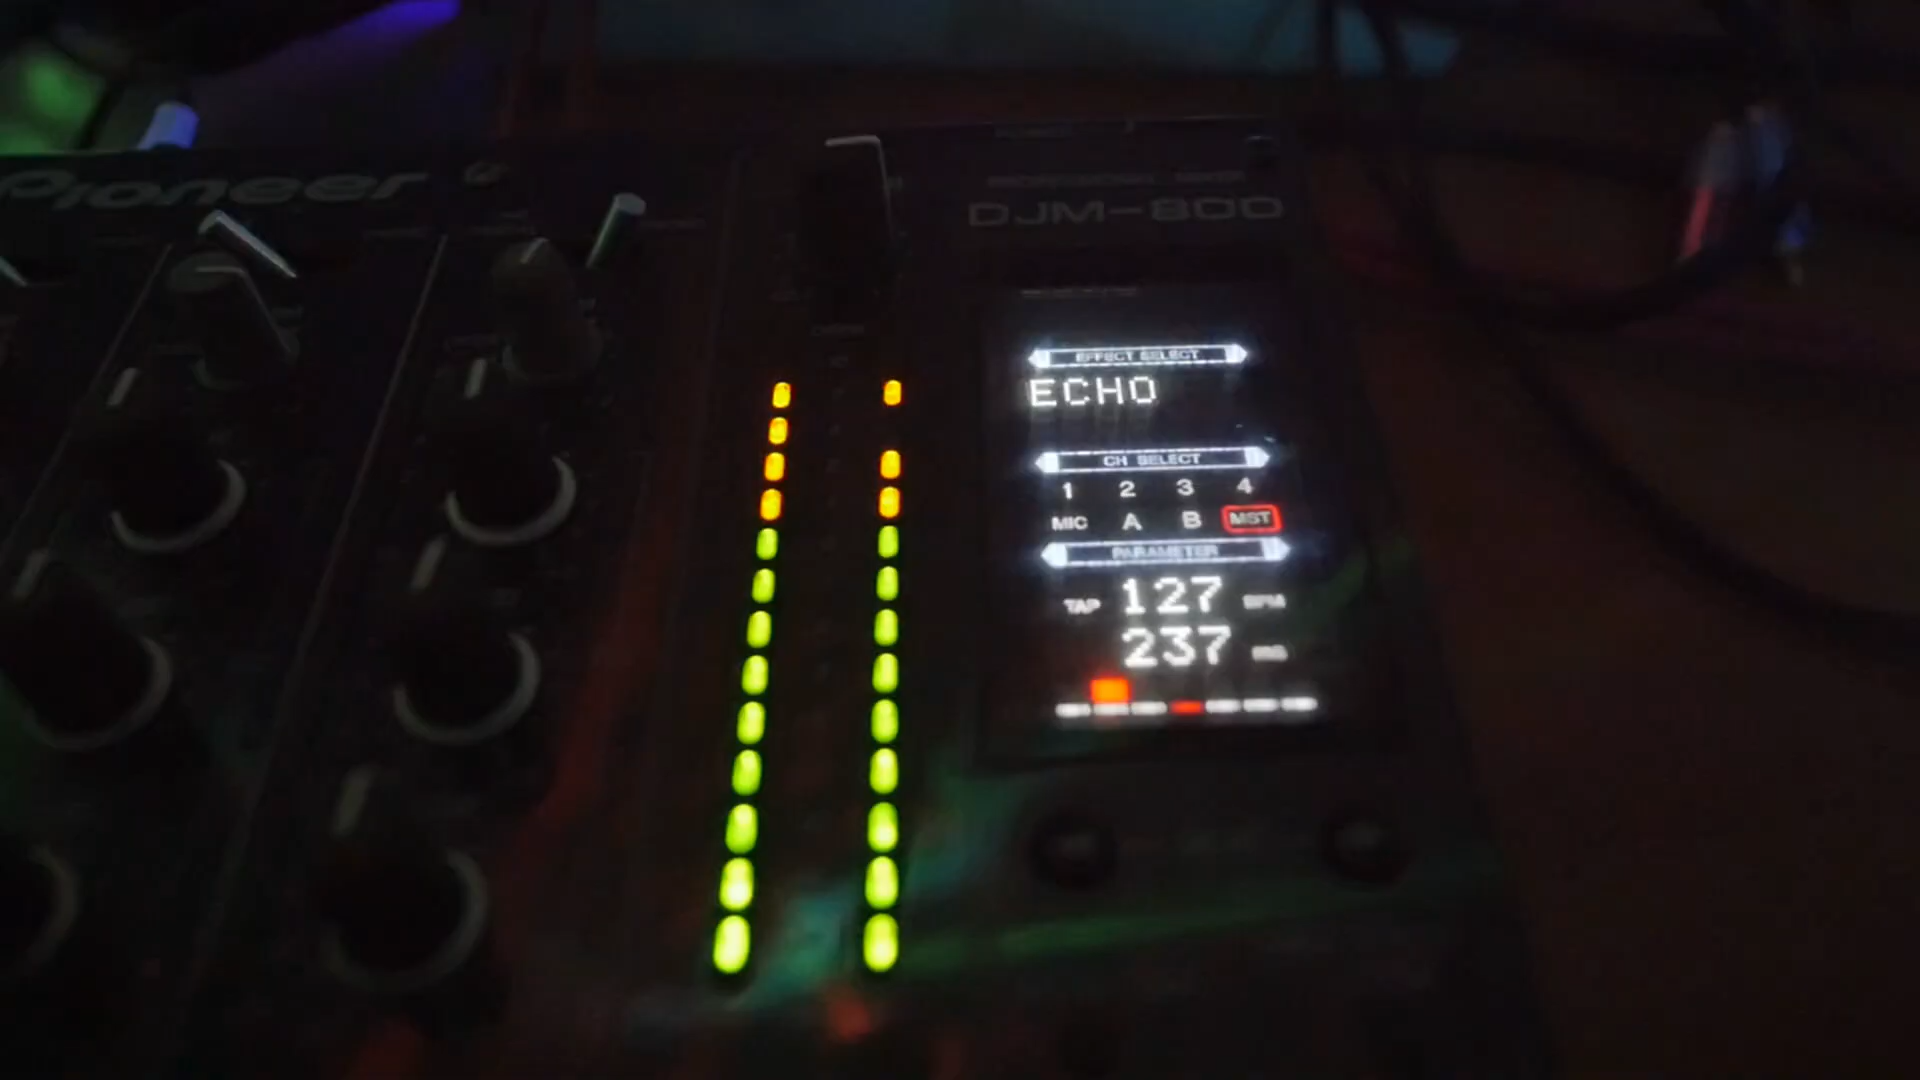 Pioneer
DJM-800
EFFECT SELECT
ECHO
CH SELECT
1 2 3 4
MIC A B MST
PARAMETER
TAP 127 BPM
237